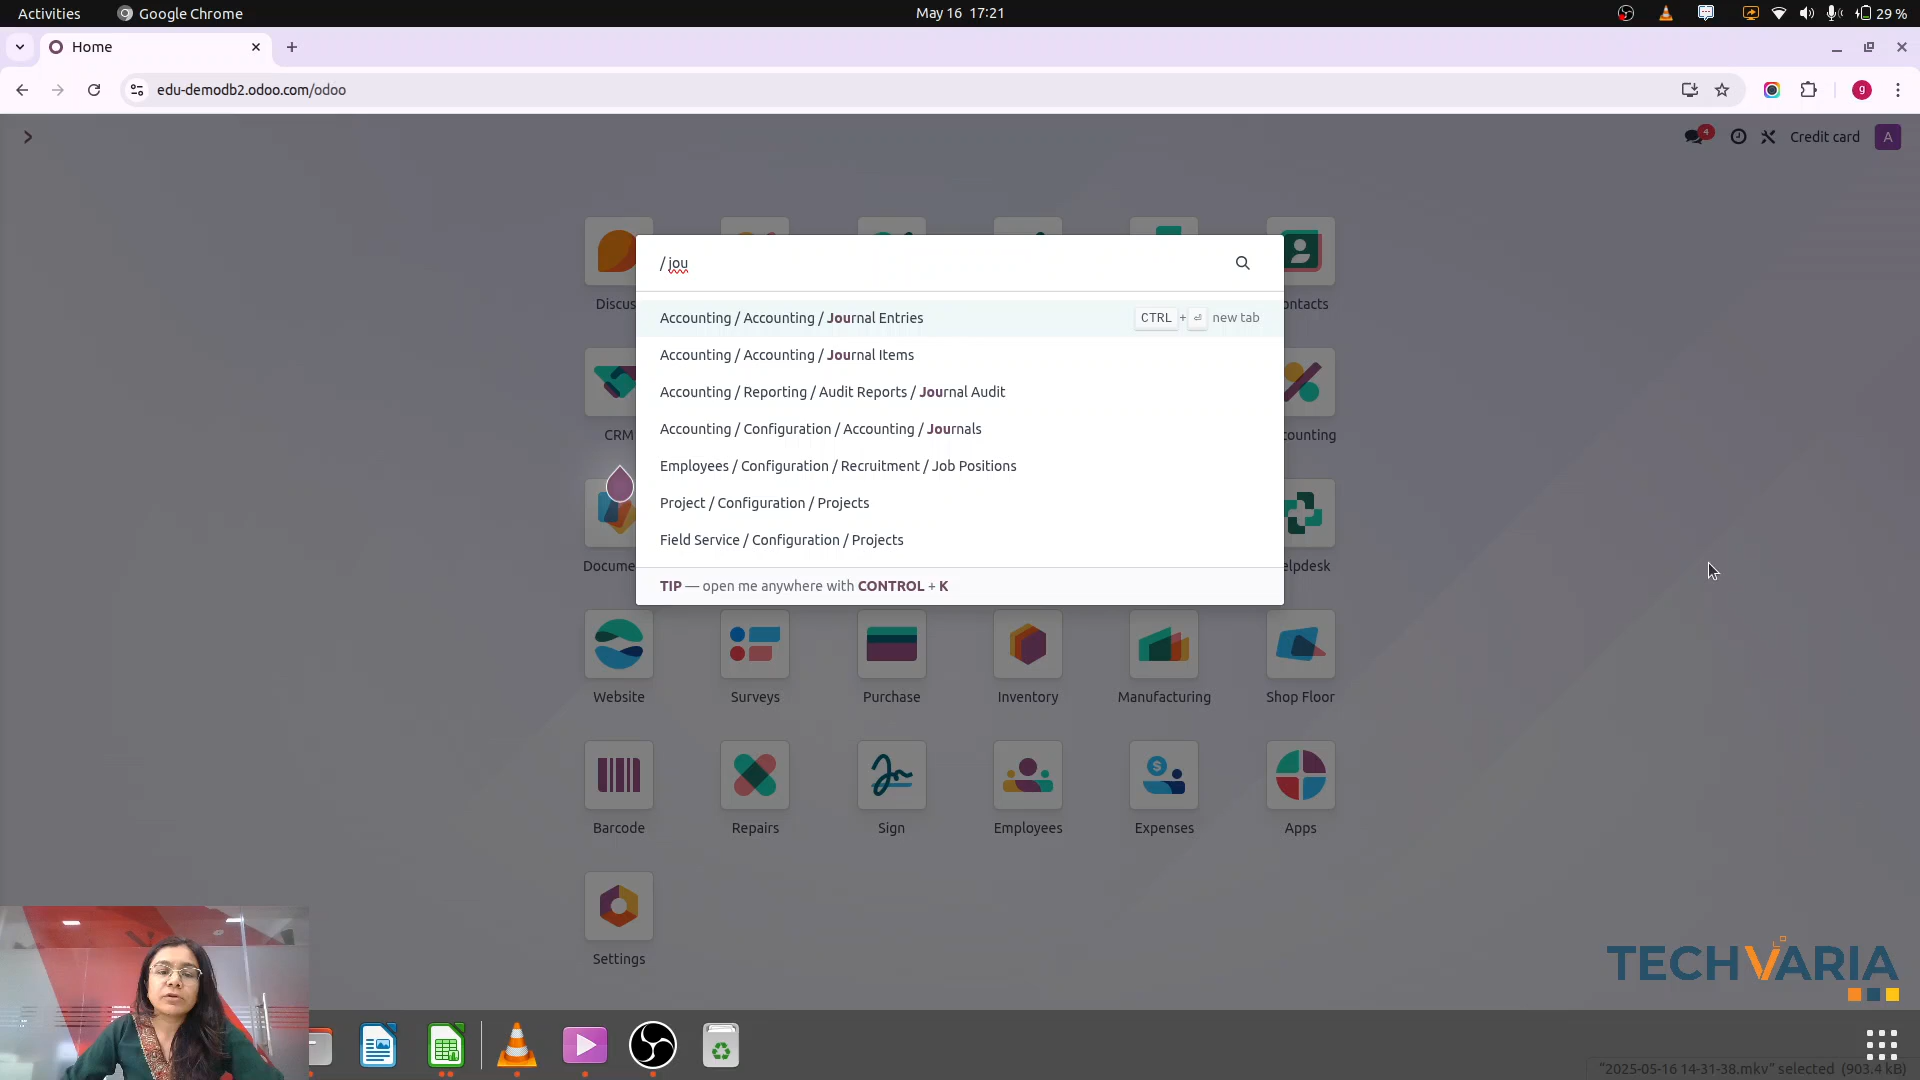 Activities
Google Chrome
May 16 17:21
29 %
Home
edu-demodb2.odoo.com/odoo
4
Credit card
A
g
/ jou
Accounting / Accounting / Journal Entries
CTRL + ⏎ new tab
Accounting / Accounting / Journal Items
Accounting / Reporting / Audit Reports / Journal Audit
Accounting / Configuration / Accounting / Journals
Employees / Configuration / Recruitment / Job Positions
Project / Configuration / Projects
Field Service / Configuration / Projects
TIP — open me anywhere with CONTROL + K
Discus
ontacts
CRM
counting
Docume
elpdesk
Website
Surveys
Purchase
Inventory
Manufacturing
Shop Floor
Barcode
Repairs
Sign
Employees
Expenses
Apps
Settings
TECHVARIA
"2025-05-16 14-31-38.mkv" selected (903.4 kB)